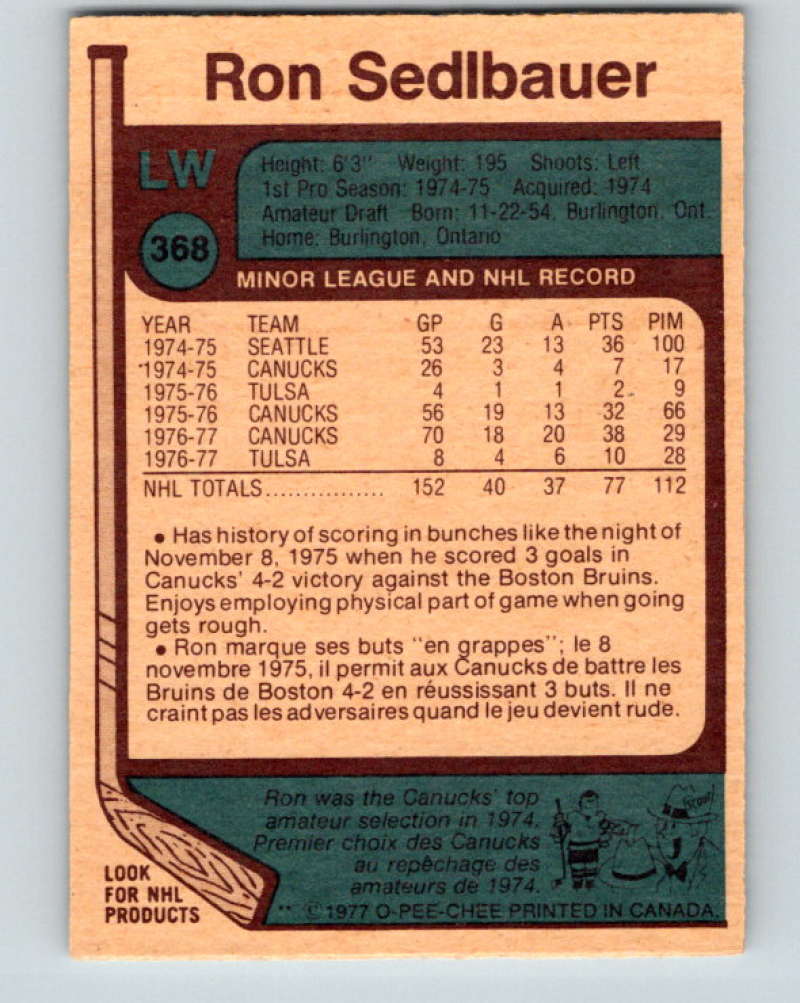 Ron Sedlbauer
LW
Height: 6'3" Weight: 195 Shoots: Left
1st Pro Season: 1974-75 Acquired: 1974
Amateur Draft Born: 11-22-54, Burlington, Ont.
Home: Burlington, Ontario
368
MINOR LEAGUE AND NHL RECORD
YEAR TEAM GP G A PTS PIM
1974-75 SEATTLE 53 23 13 36 100
1974-75 CANUCKS 26 3 4 7 17
1975-76 TULSA 4 1 1 2 9
1975-76 CANUCKS 56 19 13 32 66
1976-77 CANUCKS 70 18 20 38 29
1976-77 TULSA 8 4 6 10 28
NHL TOTALS................ 152 40 37 77 112
• Has history of scoring in bunches like the night of
November 8, 1975 when he scored 3 goals in
Canucks' 4-2 victory against the Boston Bruins.
Enjoys employing physical part of game when going
gets rough.
• Ron marque ses buts "en grappes"; le 8
novembre 1975, il permit aux Canucks de battre les
Bruins de Boston 4-2 en réussissant 3 buts. Il ne
craint pas les adversaires quand le jeu devient rude.
Ron was the Canucks' top
amateur selection in 1974.
Premier choix des Canucks
au repêchage des
amateurs de 1974.
Scout
LOOK
FOR NHL
PRODUCTS
** © 1977 O-PEE-CHEE PRINTED IN CANADA.